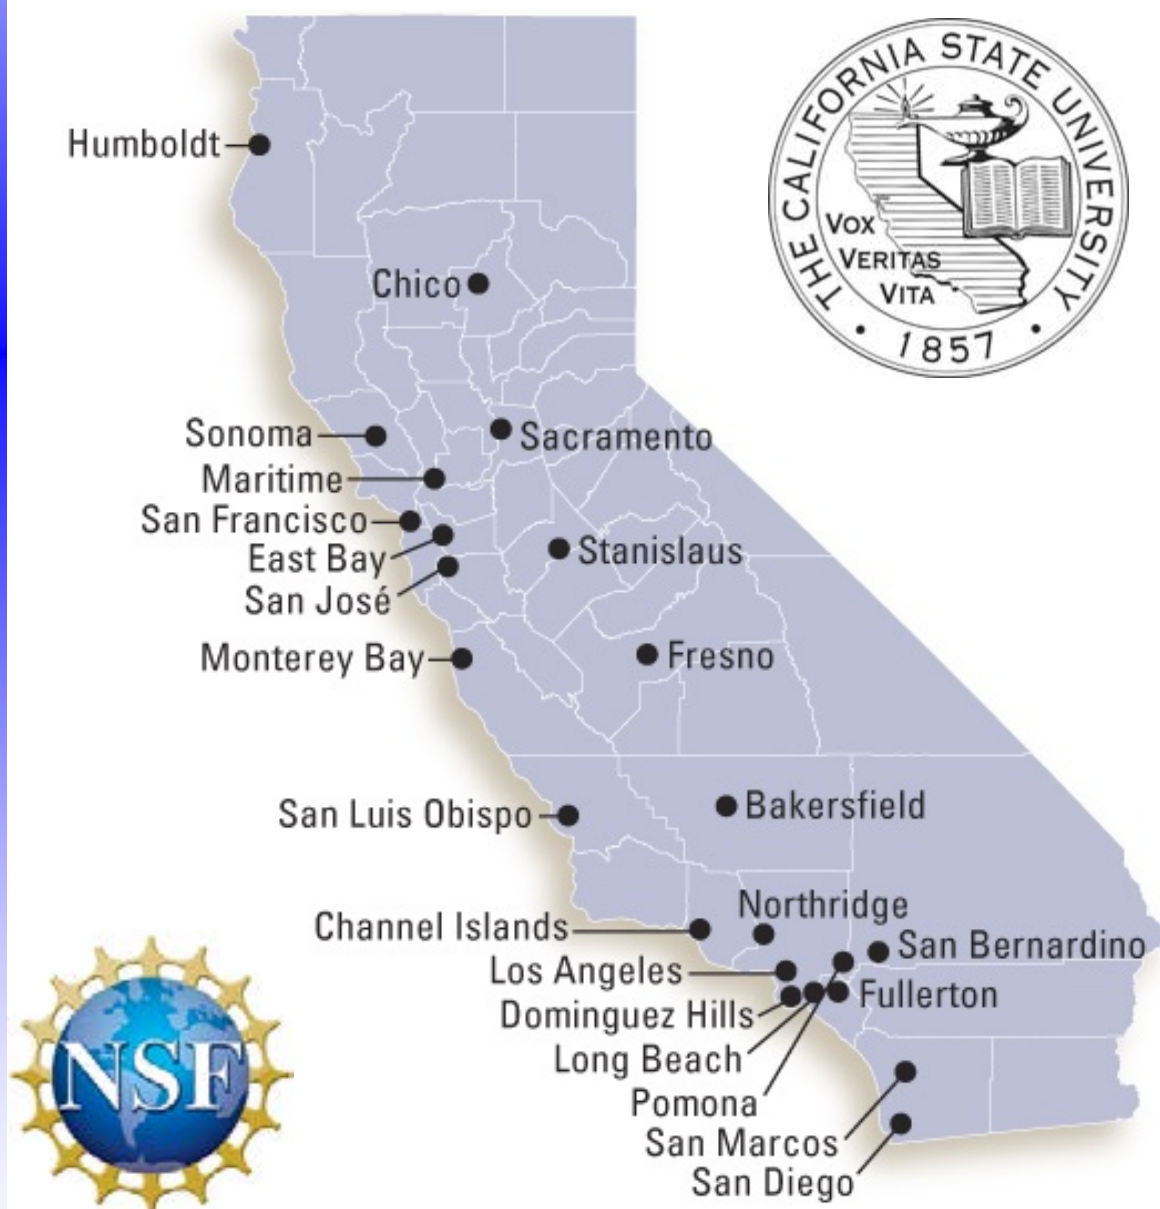 THE CALIFORNIA STATE UNIVERSITY
VOX
VERITAS
VITA
• 1857 •
Humboldt
Chico
Sonoma
Sacramento
Maritime
San Francisco
East Bay
Stanislaus
San José
Monterey Bay
Fresno
San Luis Obispo
Bakersfield
Northridge
Channel Islands
San Bernardino
Los Angeles
Fullerton
Dominguez Hills
Long Beach
Pomona
San Marcos
San Diego
NSF